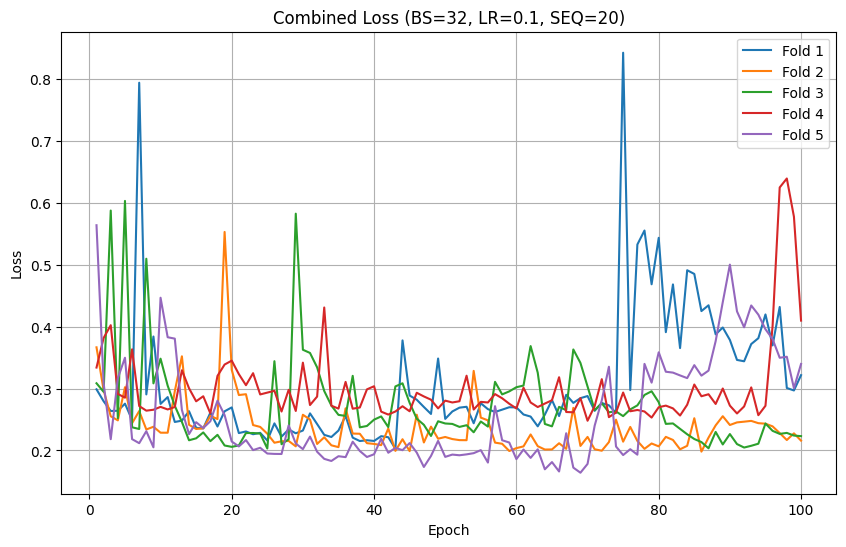 Combined Loss (BS=32, LR=0.1, SEQ=20)
Fold 1
Fold 2
Fold 3
Fold 4
Fold 5
Loss
0.8
0.7
0.6
0.5
0.4
0.3
0.2
0 20 40 60 80 100
Epoch